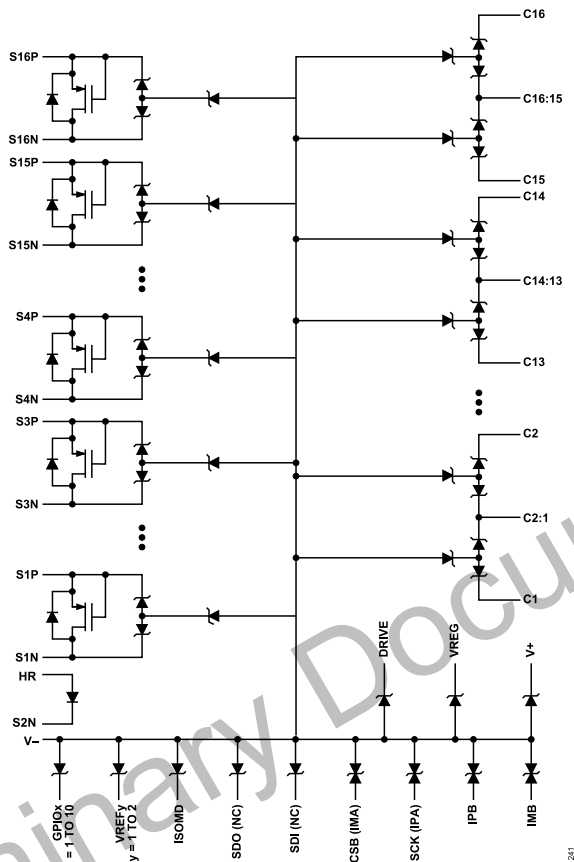 C16
S16P
C16:15
S16N
S15P
C15
C14
S15N
C14:13
S4P
C13
S4N
S3P
C2
S3N
C2:1
S1P
C1
S1N
HR
S2N
V–
DRIVE
VREG
V+
GPIOx
= 1 TO 10
VREFy
y = 1 TO 2
ISOMD
SDO (NC)
SDI (NC)
CSB (IMA)
SCK (IPA)
IPB
IMB
241